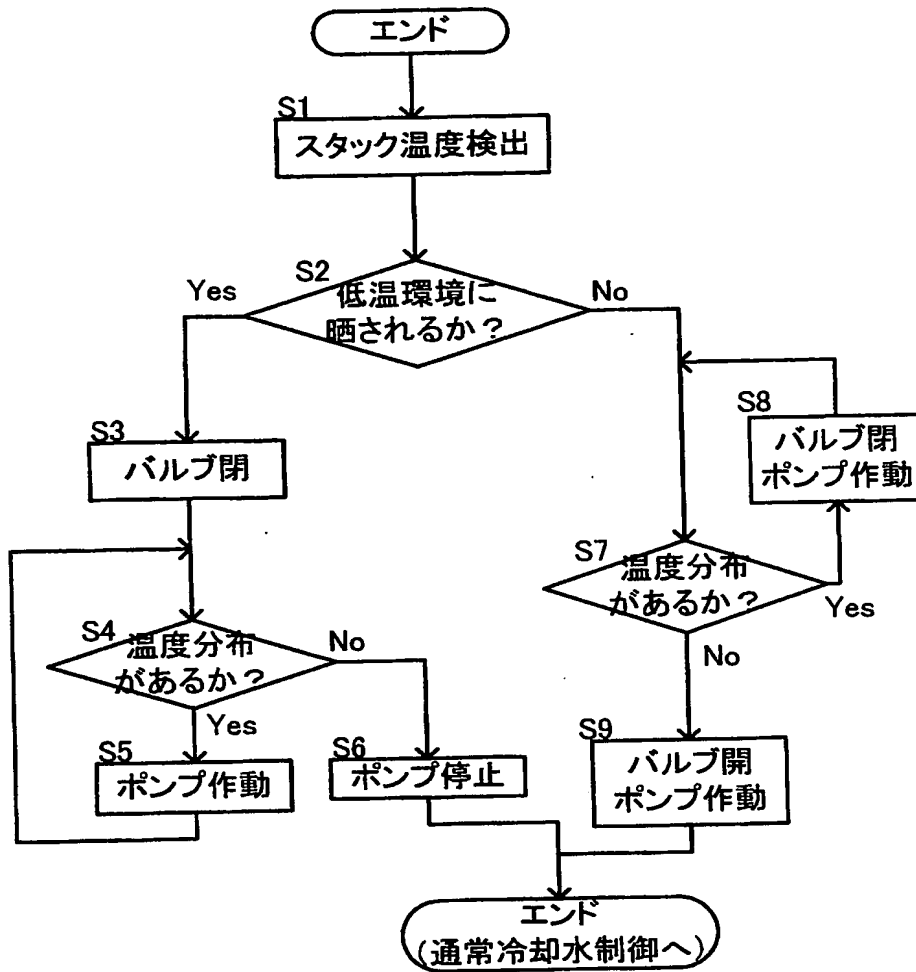 エンド
S1
スタック温度検出
S2
低温環境に
晒されるか？
Yes
No
S3
バルブ閉
S4
温度分布
があるか？
Yes
No
S5
ポンプ作動
S6
ポンプ停止
S7
温度分布
があるか？
Yes
No
S8
バルブ閉
ポンプ作動
S9
バルブ開
ポンプ作動
エンド
(通常冷却水制御へ)